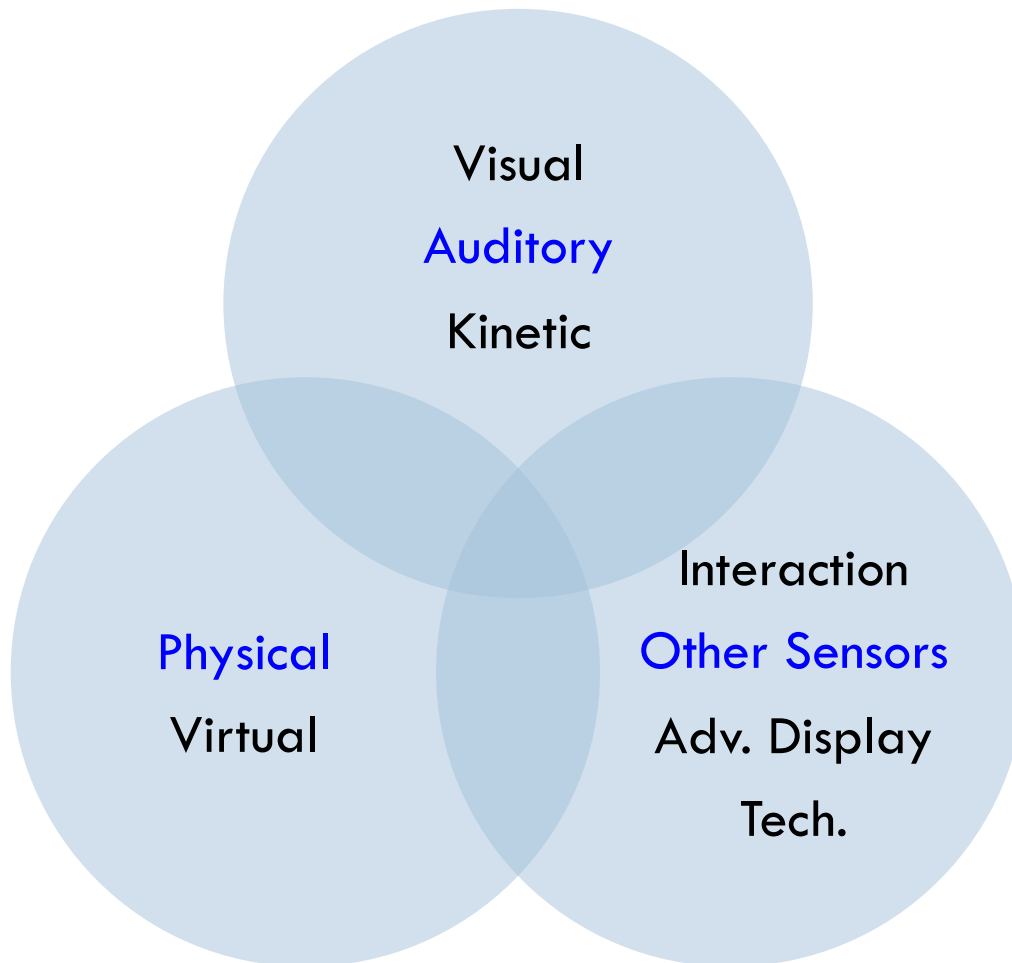 Visual
Auditory
Kinetic
Physical
Virtual
Interaction
Other Sensors
Adv. Display
Tech.